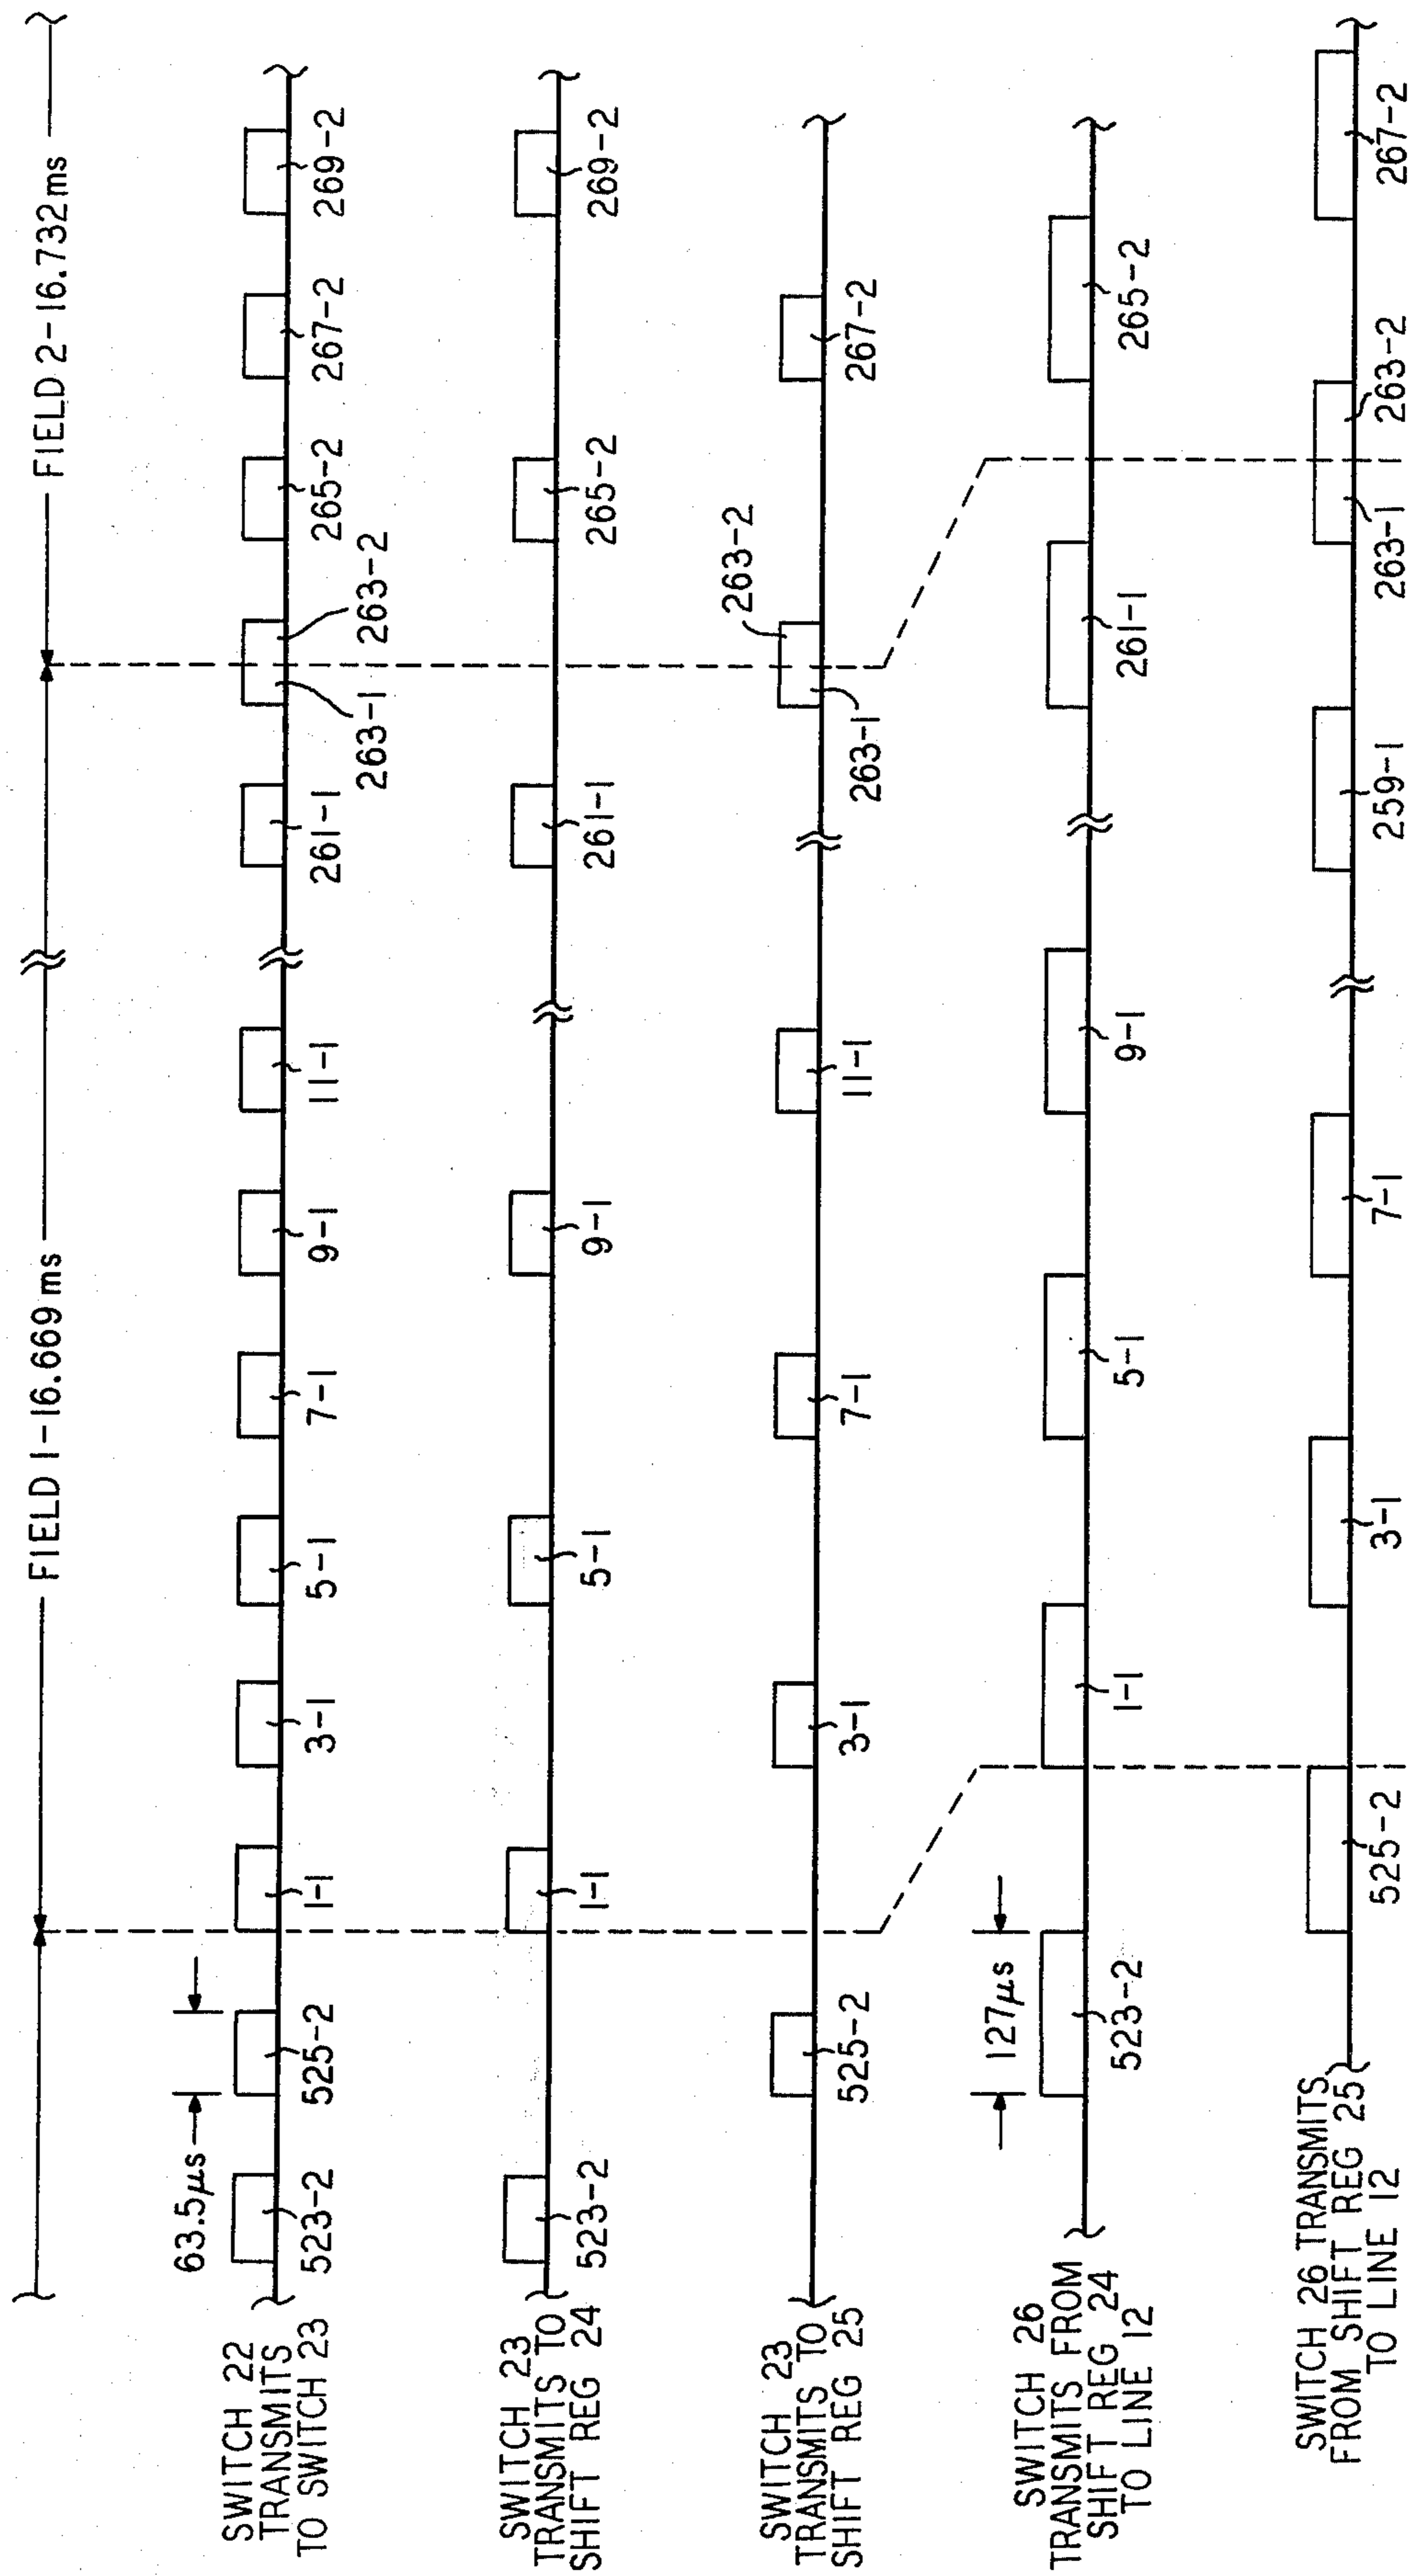 FIELD 1-16.669 ms
FIELD 2-16.732 ms
SWITCH 22
TRANSMITS
TO SWITCH 23
63.5μs
523-2
525-2
1-1
3-1
5-1
7-1
9-1
11-1
261-1
263-1
263-2
265-2
267-2
269-2
SWITCH 23
TRANSMITS TO
SHIFT REG 24
523-2
1-1
5-1
9-1
261-1
265-2
269-2
SWITCH 23
TRANSMITS TO
SHIFT REG 25
525-2
3-1
7-1
11-1
263-1
263-2
267-2
SWITCH 26
TRANSMITS FROM
SHIFT REG 24
TO LINE 12
127μs
523-2
1-1
5-1
9-1
261-1
265-2
SWITCH 26 TRANSMITS
FROM SHIFT REG 25
TO LINE 12
525-2
3-1
7-1
259-1
263-1
263-2
267-2